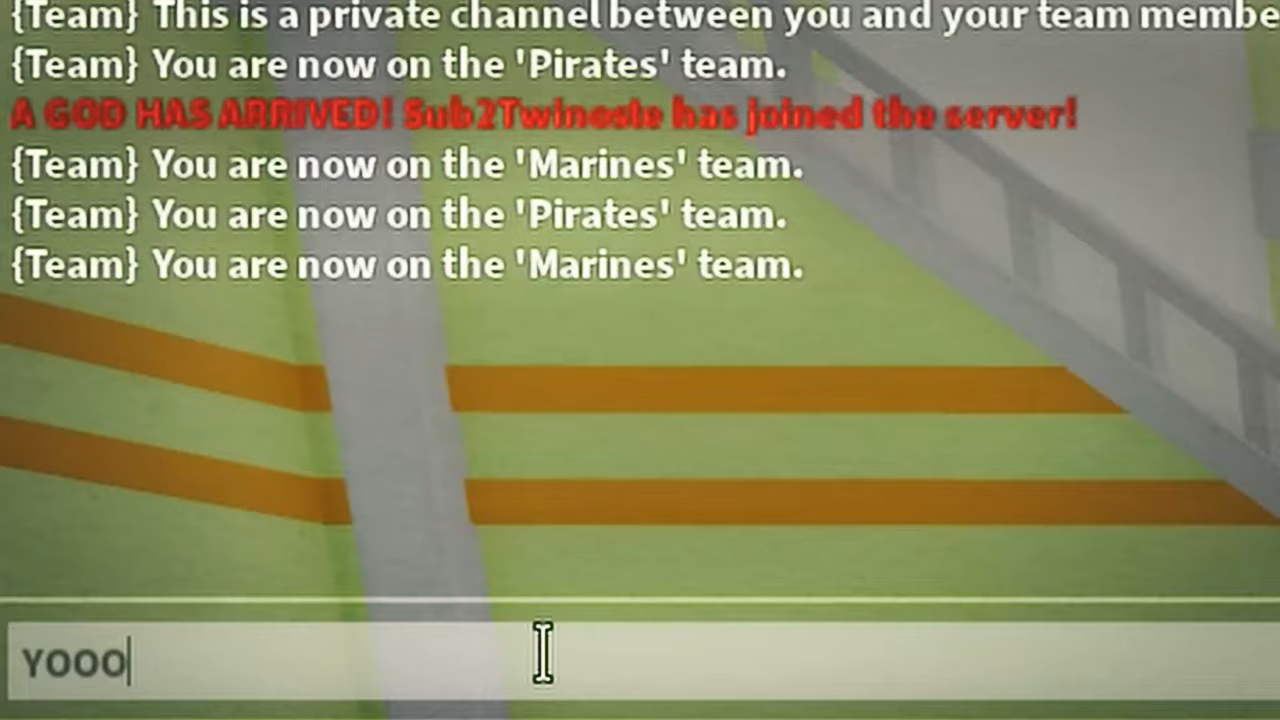 {Team} This is a private channel between you and your team membe
{Team} You are now on the 'Pirates' team.
A GOD HAS ARRIVED! Sub2Twincole has joined the server!
{Team} You are now on the 'Marines' team.
{Team} You are now on the 'Pirates' team.
{Team} You are now on the 'Marines' team.
YOOO